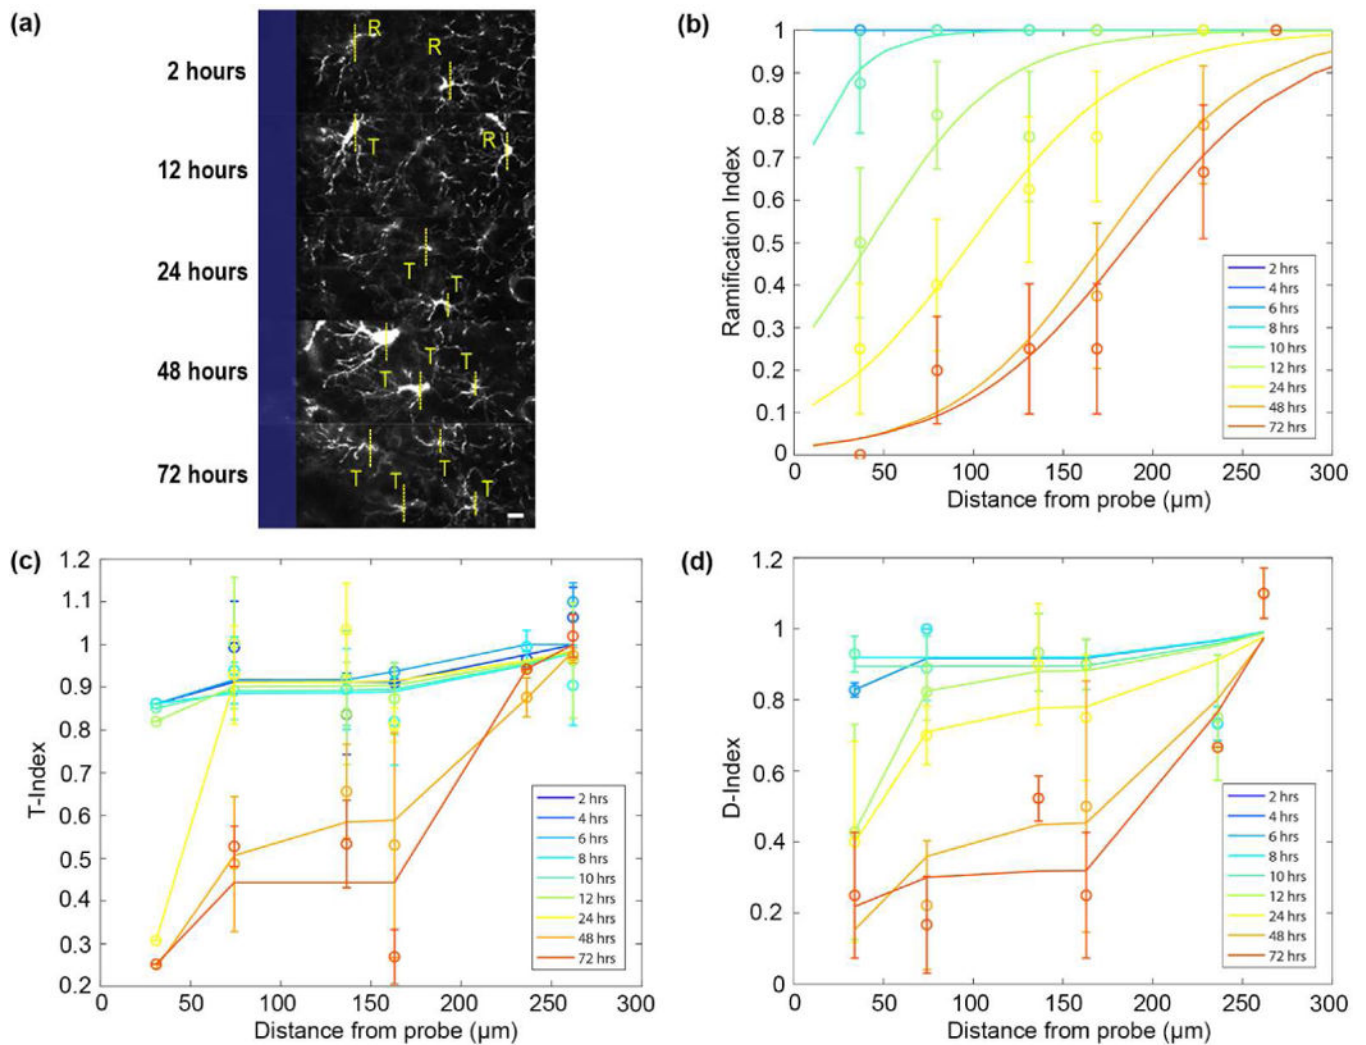 (a)
2 hours
12 hours
24 hours
48 hours
72 hours
R
R
T
R
T
T
T
T
T
T
T
T
T
(b)
Ramification Index
1
0.9
0.8
0.7
0.6
0.5
0.4
0.3
0.2
0.1
0
0 50 100 150 200 250 300
Distance from probe (µm)
2 hrs
4 hrs
6 hrs
8 hrs
10 hrs
12 hrs
24 hrs
48 hrs
72 hrs
(c)
T-Index
1.2
1.1
1
0.9
0.8
0.7
0.6
0.5
0.4
0.3
0.2
0 50 100 150 200 250 300
Distance from probe (µm)
2 hrs
4 hrs
6 hrs
8 hrs
10 hrs
12 hrs
24 hrs
48 hrs
72 hrs
(d)
D-Index
1.2
1
0.8
0.6
0.4
0.2
0
0 50 100 150 200 250 300
Distance from probe (µm)
2 hrs
4 hrs
6 hrs
8 hrs
10 hrs
12 hrs
24 hrs
48 hrs
72 hrs